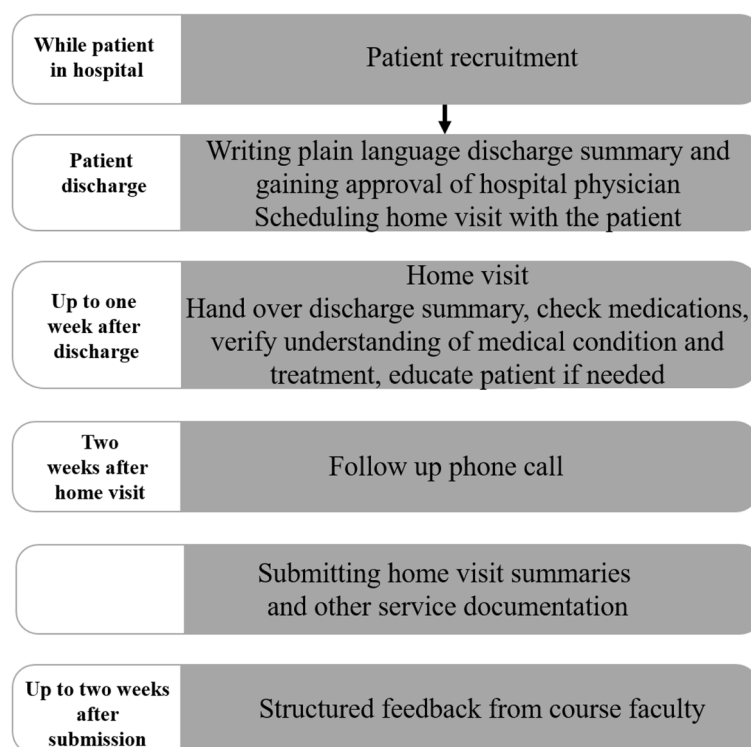 While patient
in hospital
Patient recruitment
Patient
discharge
Writing plain language discharge summary and
gaining approval of hospital physician
Scheduling home visit with the patient
Up to one
week after
discharge
Home visit
Hand over discharge summary, check medications,
verify understanding of medical condition and
treatment, educate patient if needed
Two
weeks after
home visit
Follow up phone call
Submitting home visit summaries
and other service documentation
Up to two weeks
after
submission
Structured feedback from course faculty